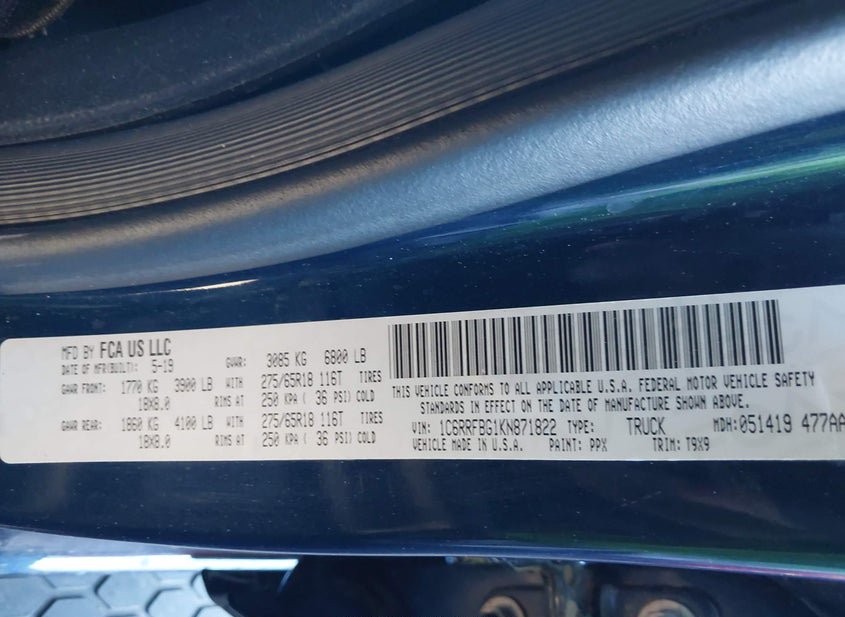 MFD BY FCA US LLC
DATE OF MFR(BUILT): 5-19 GVWR: 3085 KG 6800 LB
GAWR FRONT: 1770 KG 3900 LB WITH 275/65R18 116T TIRES
18X8.0 RIMS AT 250 KPA ( 36 PSI) COLD
GAWR REAR: 1860 KG 4100 LB WITH 275/65R18 116T TIRES
18X8.0 RIMS AT 250 KPA ( 36 PSI) COLD
THIS VEHICLE CONFORMS TO ALL APPLICABLE U.S.A. FEDERAL MOTOR VEHICLE SAFETY
STANDARDS IN EFFECT ON THE DATE OF MANUFACTURE SHOWN ABOVE.
VIN: 1C6RRFBG1KN871822 TYPE: TRUCK MDH:051419 477AA
VEHICLE MADE IN U.S.A. PAINT: PPX TRIM: T9X9